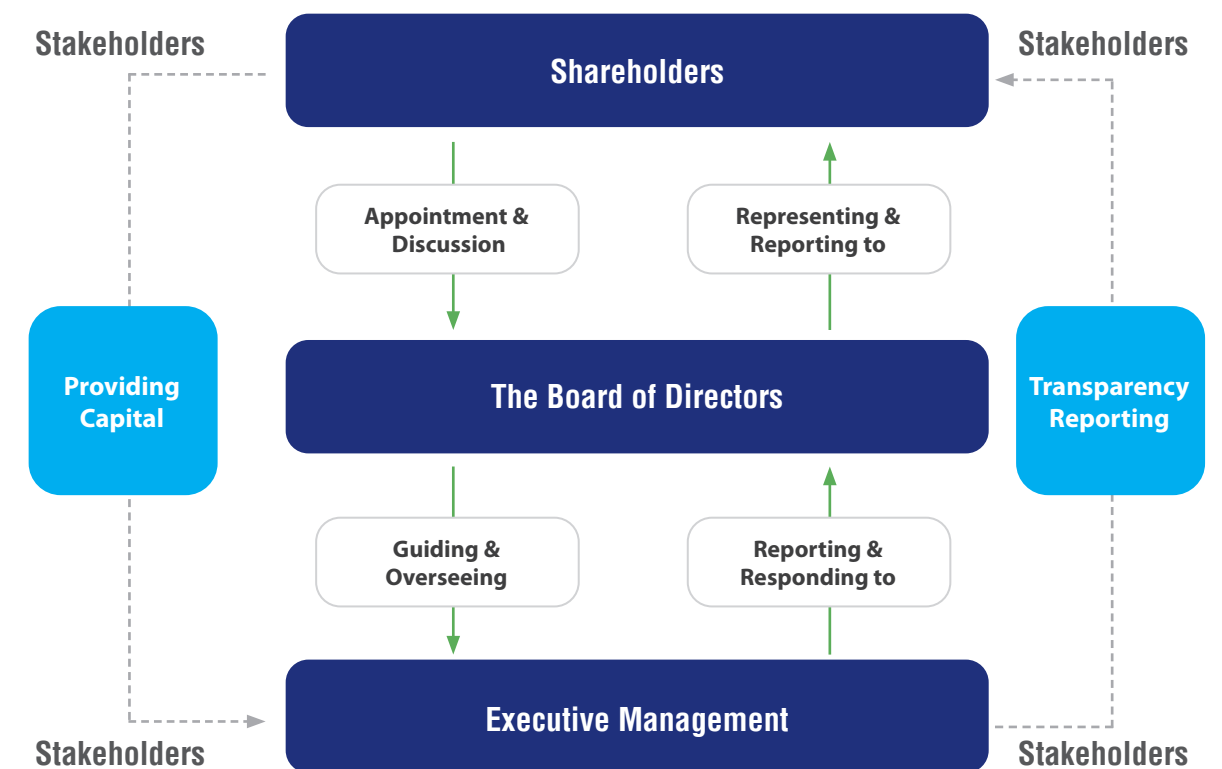 Stakeholders
Stakeholders
Shareholders
Appointment &
Discussion
Representing &
Reporting to
Providing
Capital
The Board of Directors
Transparency
Reporting
Guiding &
Overseeing
Reporting &
Responding to
Executive Management
Stakeholders
Stakeholders